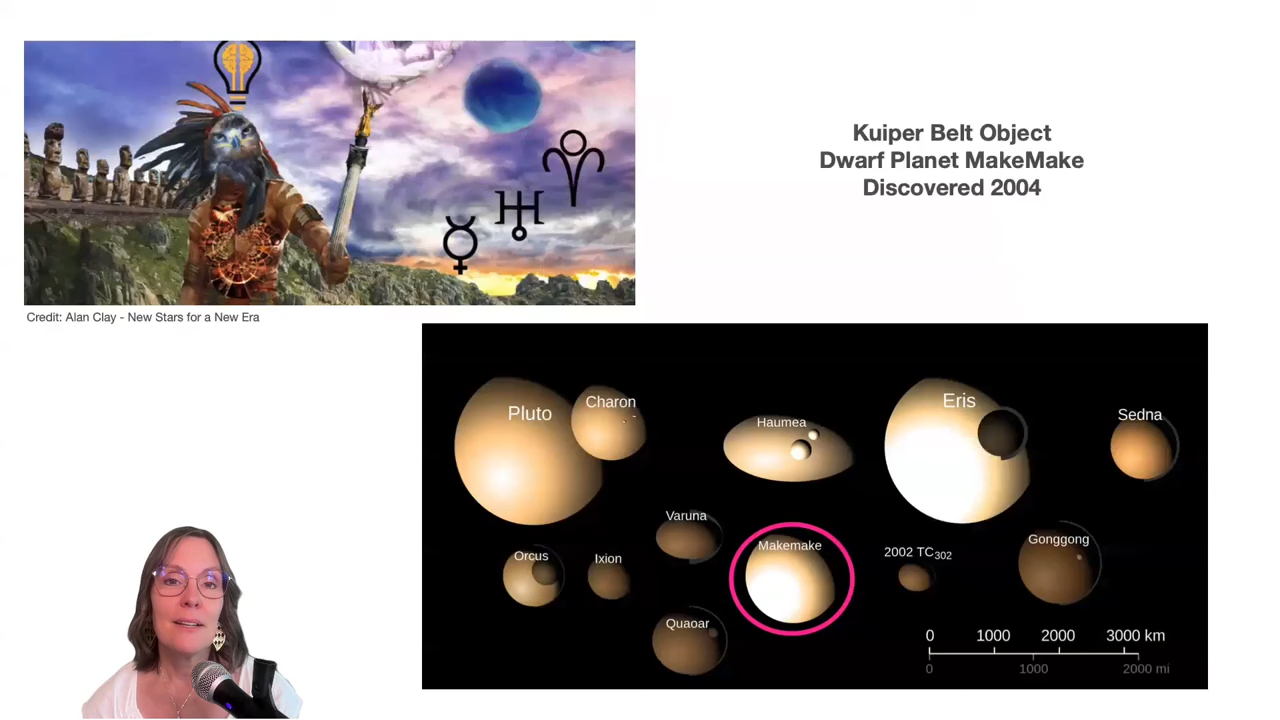 Kuiper Belt Object
Dwarf Planet MakeMake
Discovered 2004
Credit: Alan Clay - New Stars for a New Era
Pluto
Charon
Haumea
Eris
Sedna
Varuna
Makemake
Orcus
Ixion
2002 TC302
Gonggong
Quaoar
0 1000 2000 3000 km
0 1000 2000 mi